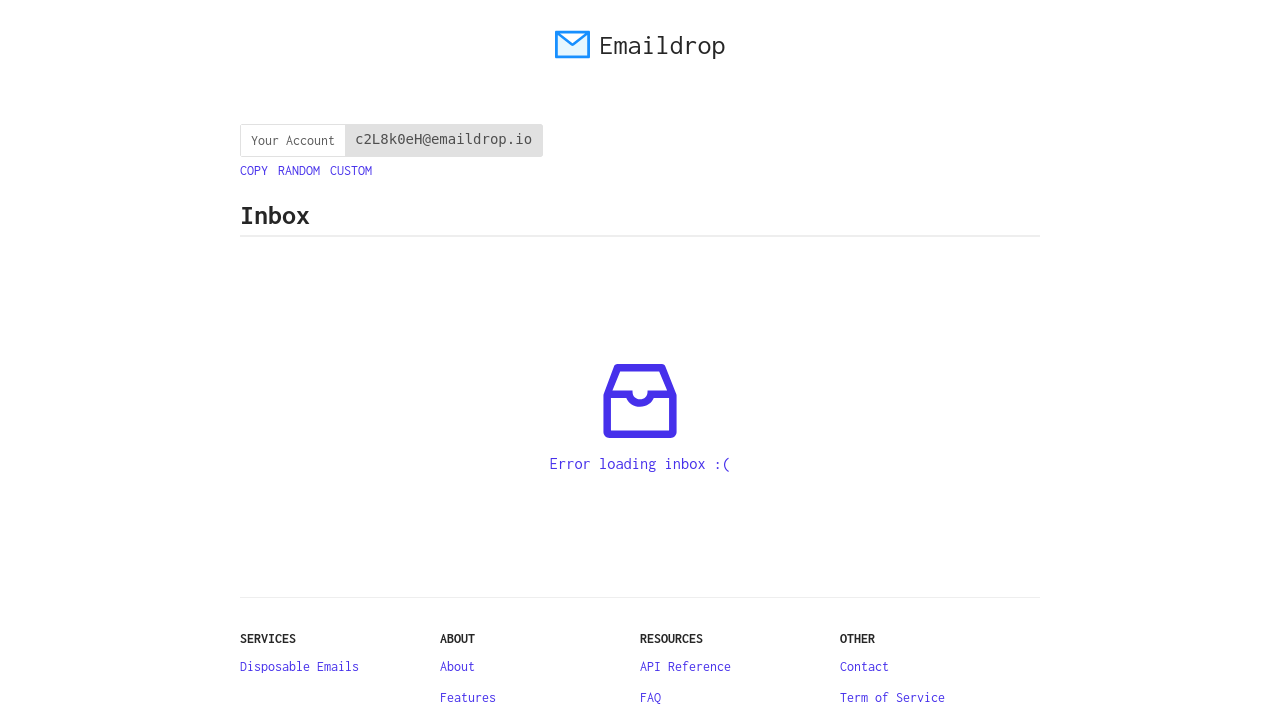 Emaildrop
Your Account c2L8k0eH@emaildrop.io
COPY RANDOM CUSTOM
Inbox
Error loading inbox :(
SERVICES ABOUT RESOURCES OTHER
Disposable Emails About API Reference Contact
Features FAQ Term of Service